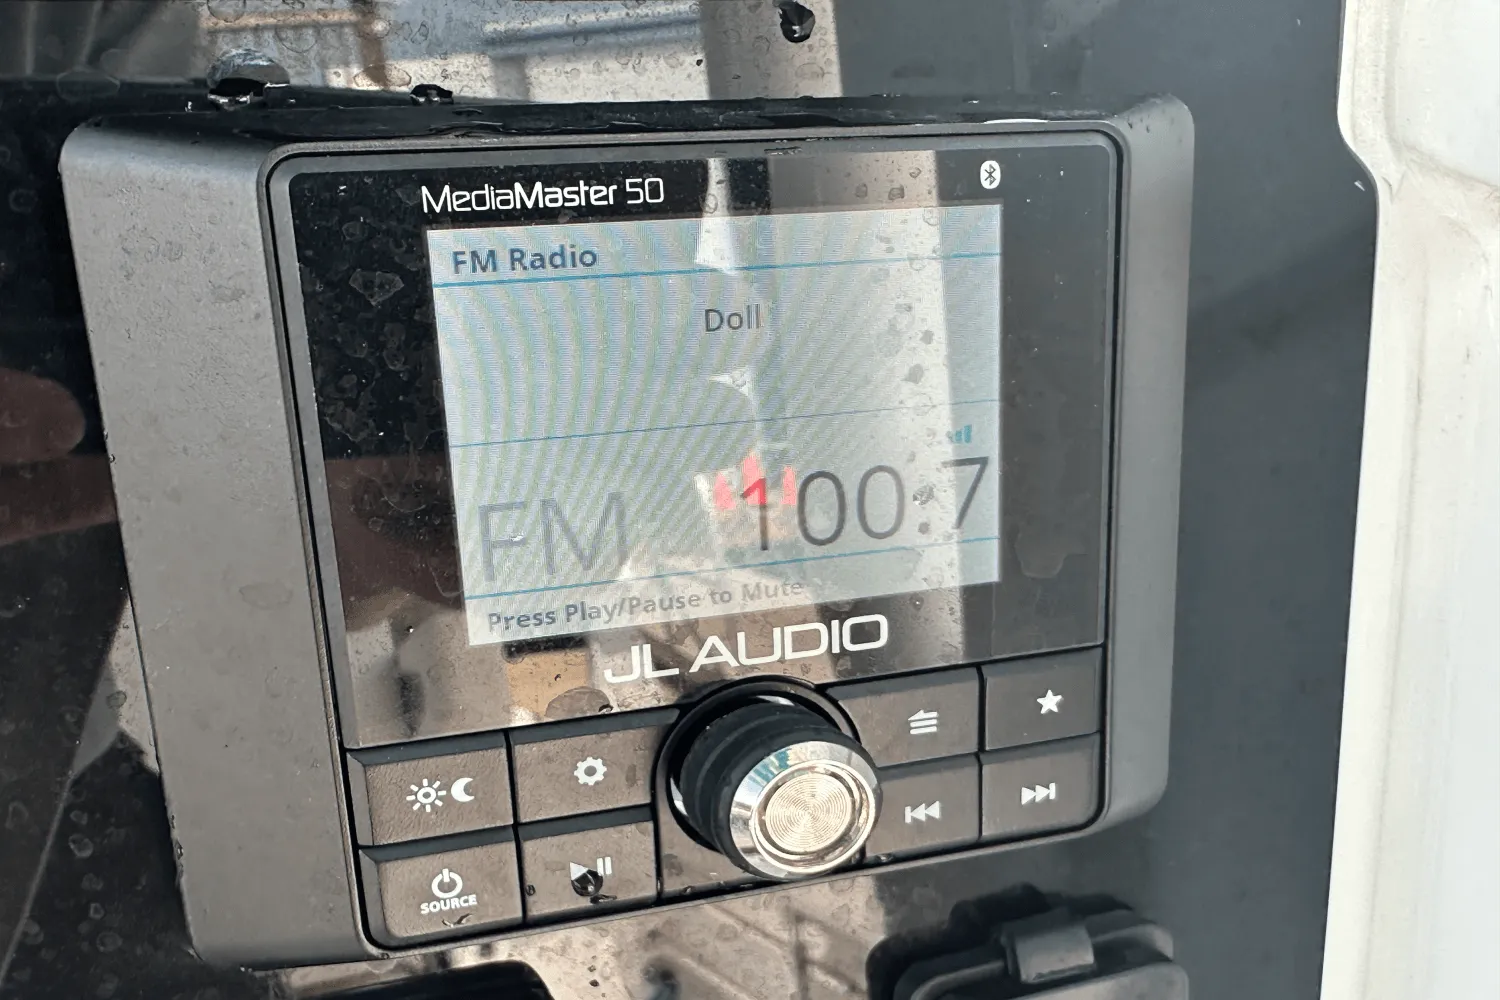 MediaMaster 50
FM Radio
Doll
FM 100.7
Press Play/Pause to Mute
JL AUDIO
SOURCE